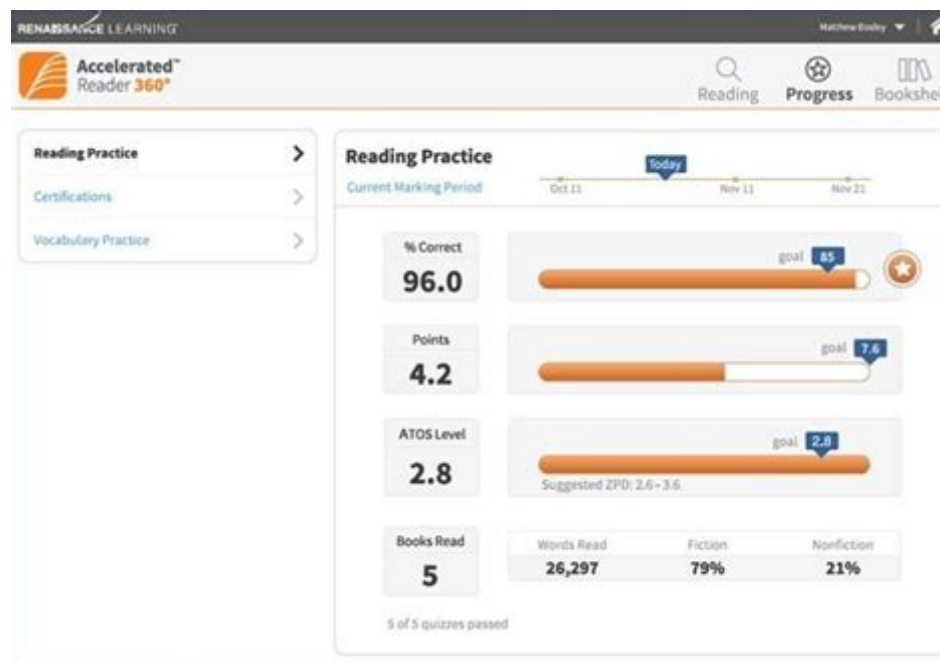 RENAISSANCE LEARNING
Matthew
Accelerated™
Reader 360®
Reading
Progress
Bookshel
Reading Practice
Certifications
Vocabulary Practice
Reading Practice
Current Marking Period
Today
Oct 11
Nov 11
Nov 21
% Correct
96.0
goal 85
Points
4.2
goal 7.6
ATOS Level
2.8
goal 2.8
Suggested ZPD: 2.6 - 3.6
Books Read
5
Words Read Fiction Nonfiction
26,297 79% 21%
5 of 5 quizzes passed